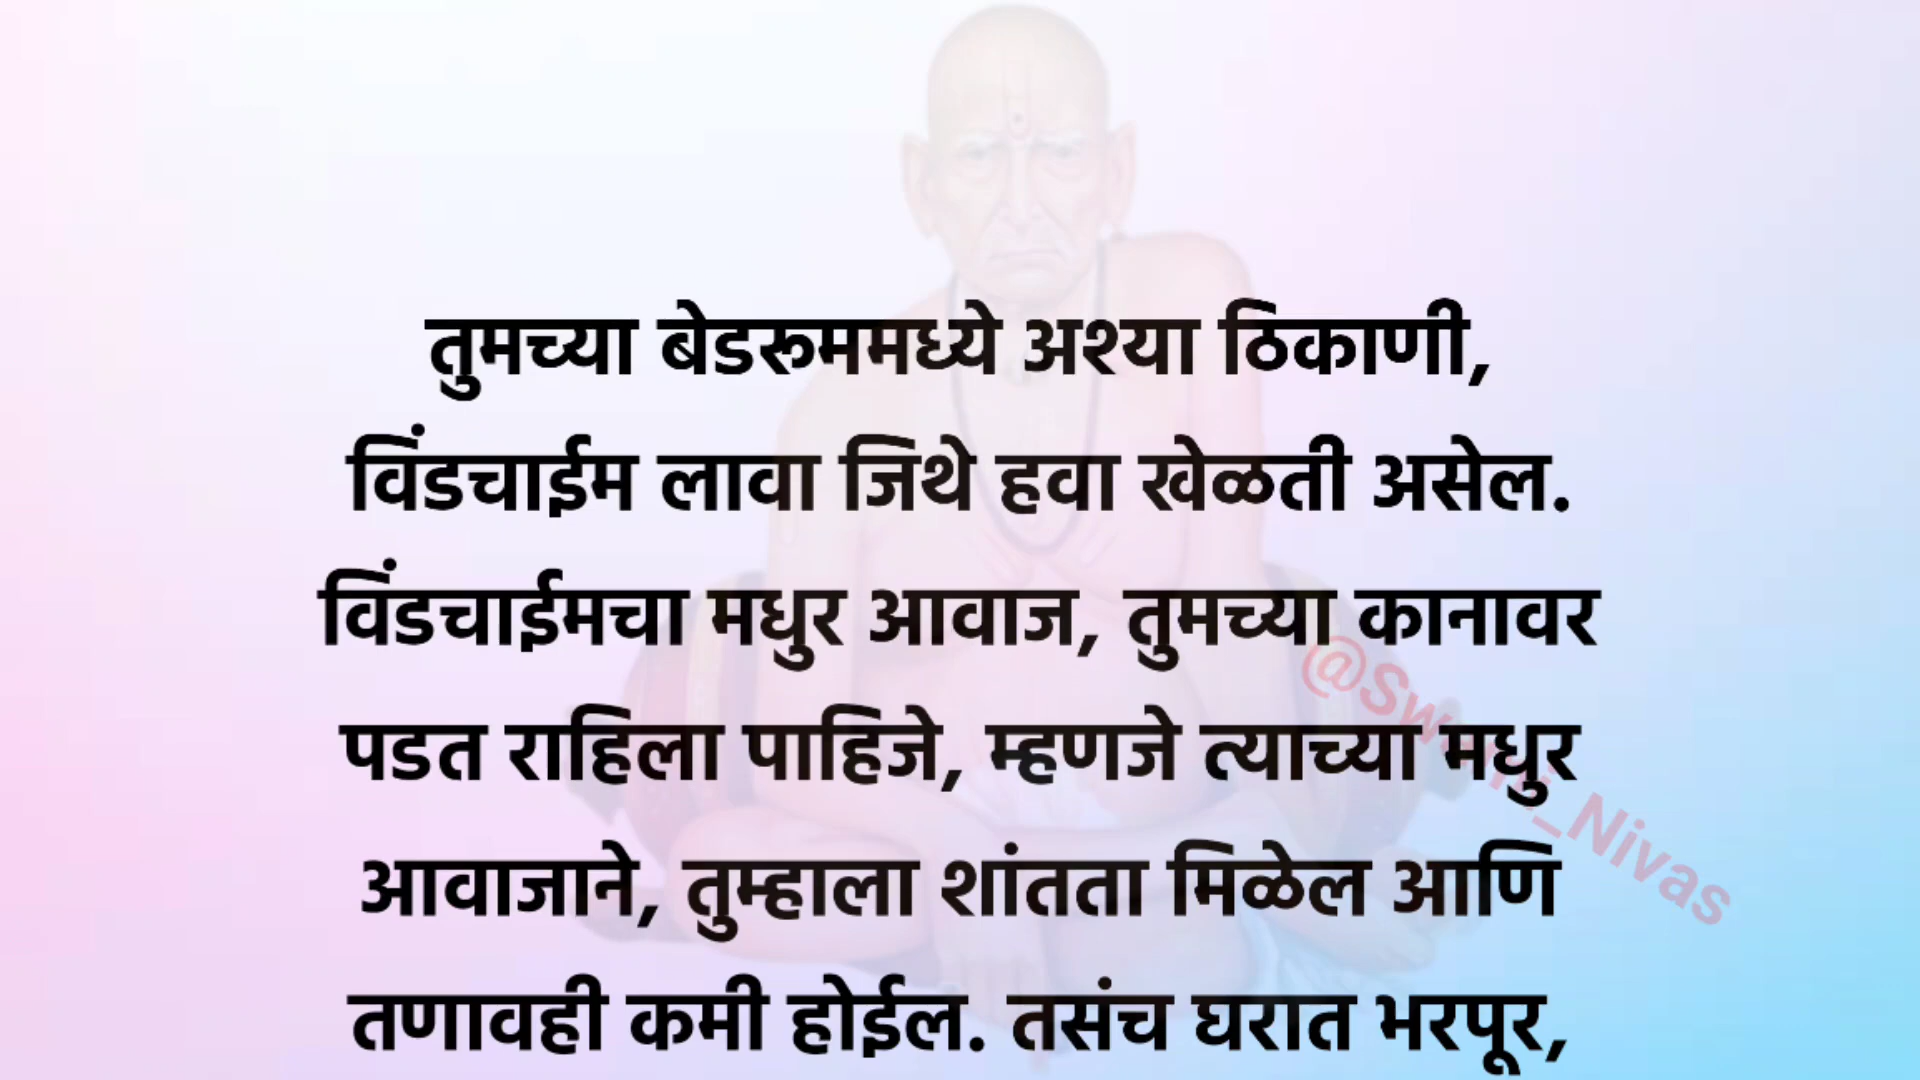 तुमच्या बेडरूममध्ये अश्या ठिकाणी,
विंडचाईम लावा जिथे हवा खेळती असेल.
विंडचाईमचा मधुर आवाज, तुमच्या कानावर
पडत राहिला पाहिजे, म्हणजे त्याच्या मधुर
आवाजाने, तुम्हाला शांतता मिळेल आणि
तणावही कमी होईल. तसंच घरात भरपूर,
@Swami_Nivas